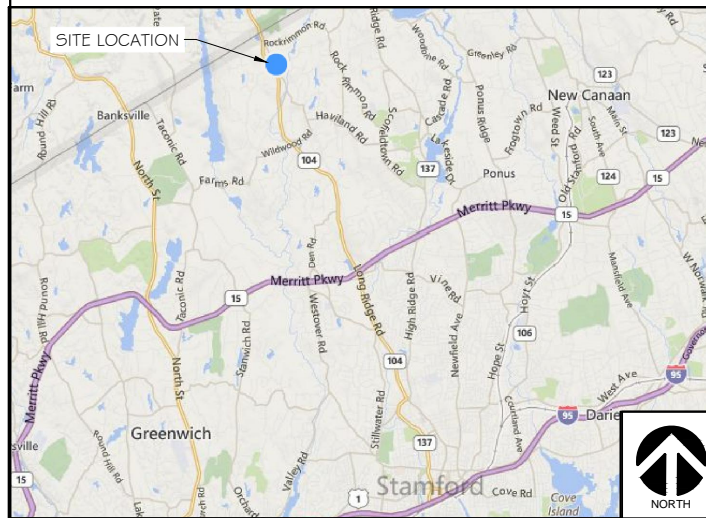 Rockrimmon Rd
SITE LOCATION
Ridge Rd
Woodbine Rd
Greenley Rd
123
Banksville
Taconic Rd
Round Hill Rd
Rock Rimmon Rd
Haviland Rd
Scofieldtown Rd
Cascade Rd
Ponus Ridge
Frogtown Rd
New Canaan
Weed St
Old Stamford Rd
South Ave
Main St
123
Wildwood Rd
104
Lakeside Dr
137
Ponus
124
15
North St
Farms Rd
Merritt Pkwy
15
Den Rd
Merritt Pkwy
Long Ridge Rd
High Ridge Rd
Vine Rd
Hoyt St
Mansfield Ave
W Norwalk Rd
Round Hill Rd
Taconic Rd
15
Stanwich Rd
Westover Rd
Newfield Ave
Hope St
106
Merritt Pkwy
North St
104
95
West Ave
Greenwich
Stillwater Rd
Courtland Ave
95
Darie
sville
Round Hill Rd
Valley Rd
137
15
1
Stamford
Cove Rd
Cove
Island
NORTH